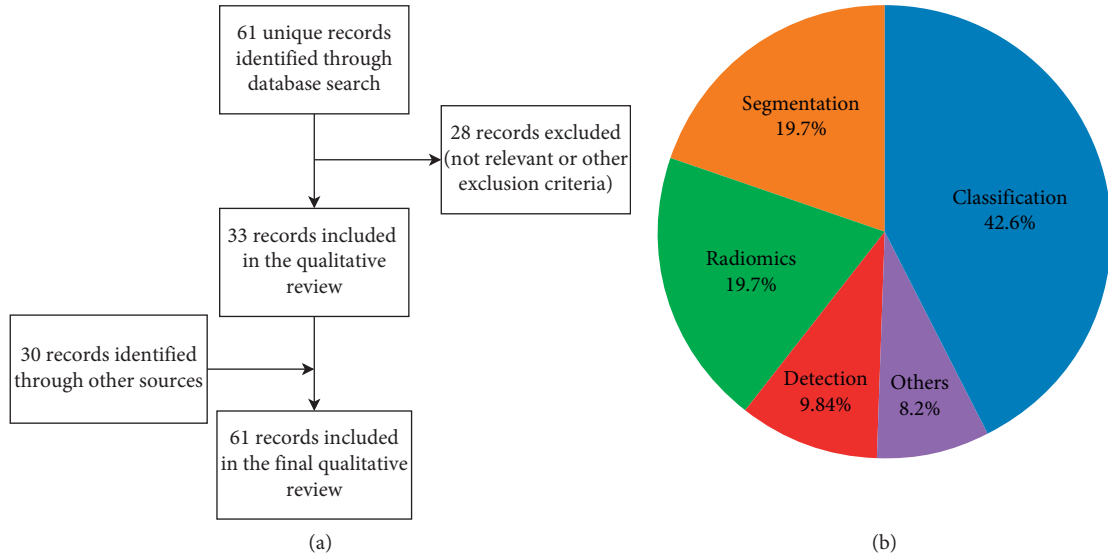 61 unique records
identified through
database search
28 records excluded
(not relevant or other
exclusion criteria)
33 records included
in the qualitative
review
30 records identified
through other sources
61 records included
in the final qualitative
review
(a)
Segmentation
19.7%
Classification
42.6%
Radiomics
19.7%
Detection
9.84%
Others
8.2%
(b)